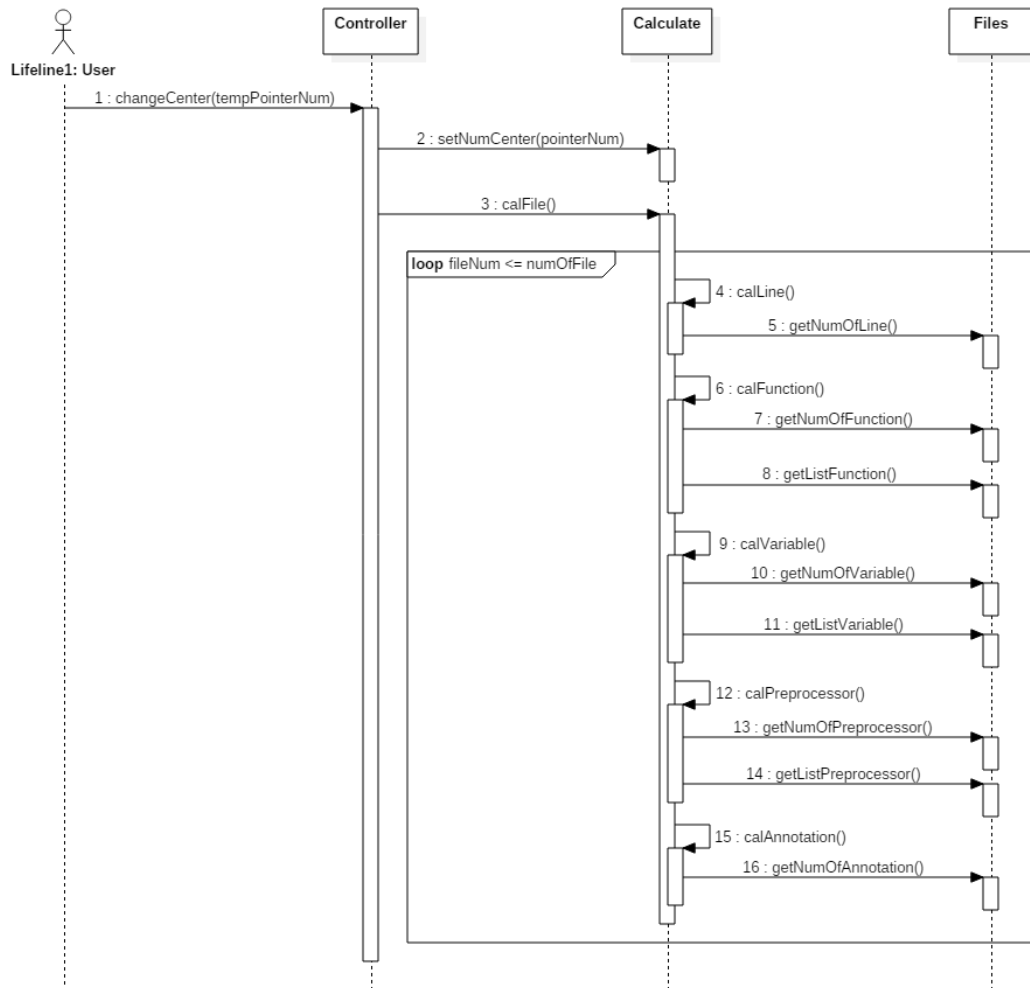 Controller
Calculate
Files
Lifeline1: User
1 : changeCenter(tempPointerNum)
2 : setNumCenter(pointerNum)
3 : calFile()
loop fileNum <= numOfFile
4 : calLine()
5 : getNumOfLine()
6 : calFunction()
7 : getNumOfFunction()
8 : getListFunction()
9 : calVariable()
10 : getNumOfVariable()
11 : getListVariable()
12 : calPreprocessor()
13 : getNumOfPreprocessor()
14 : getListPreprocessor()
15 : calAnnotation()
16 : getNumOfAnnotation()